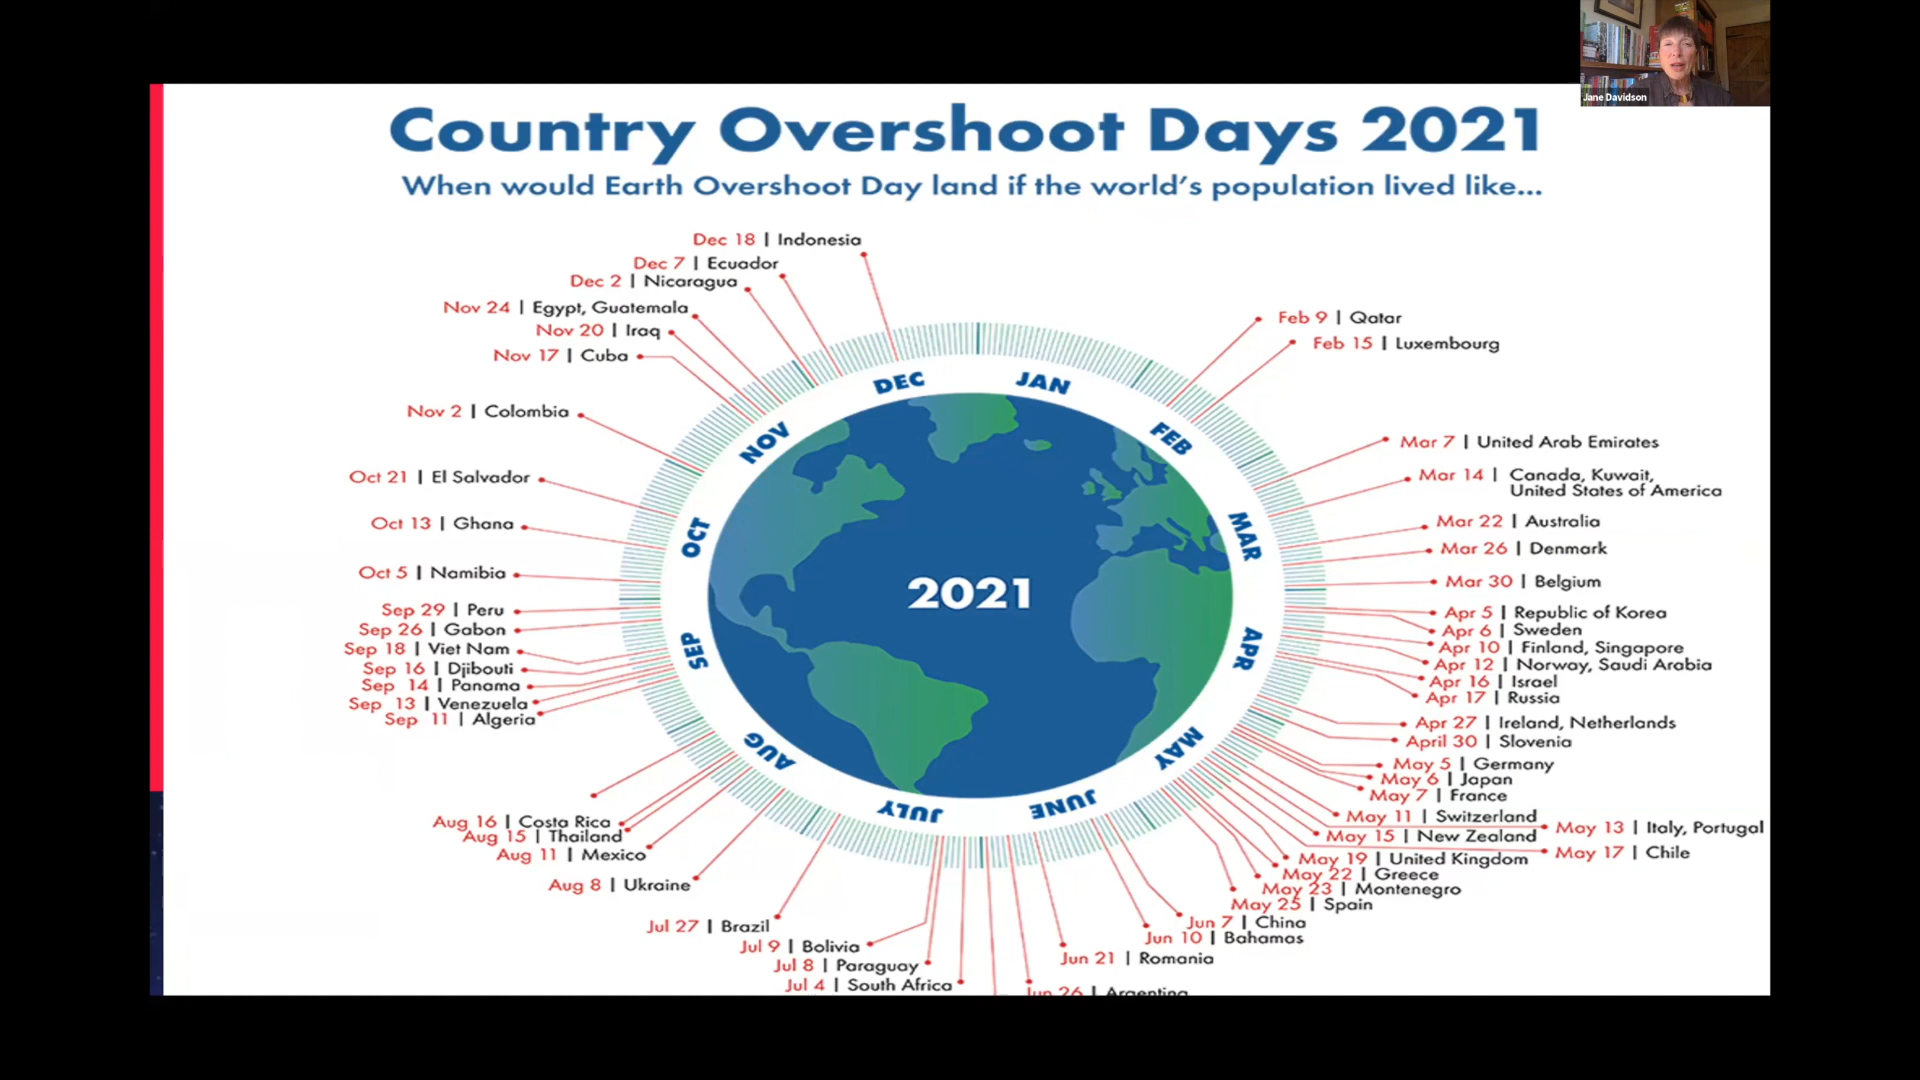 Jane Davidson
Country Overshoot Days 2021
When would Earth Overshoot Day land if the world's population lived like...
Dec 18 | Indonesia
Dec 7 | Ecuador
Dec 2 | Nicaragua
Nov 24 | Egypt, Guatemala
Nov 20 | Iraq
Nov 17 | Cuba
Nov 2 | Colombia
Oct 21 | El Salvador
Oct 13 | Ghana
Oct 5 | Namibia
Sep 29 | Peru
Sep 26 | Gabon
Sep 18 | Viet Nam
Sep 16 | Djibouti
Sep 14 | Panama
Sep 13 | Venezuela
Sep 11 | Algeria
Aug 16 | Costa Rica
Aug 15 | Thailand
Aug 11 | Mexico
Aug 8 | Ukraine
Jul 27 | Brazil
Jul 9 | Bolivia
Jul 8 | Paraguay
Jul 4 | South Africa
DEC
JAN
NOV
FEB
OCT
MAR
2021
SEP
APR
AUG
MAY
JULY
JUNE
Feb 9 | Qatar
Feb 15 | Luxembourg
Mar 7 | United Arab Emirates
Mar 14 | Canada, Kuwait,
United States of America
Mar 22 | Australia
Mar 26 | Denmark
Mar 30 | Belgium
Apr 5 | Republic of Korea
Apr 6 | Sweden
Apr 10 | Finland, Singapore
Apr 12 | Norway, Saudi Arabia
Apr 16 | Israel
Apr 17 | Russia
Apr 27 | Ireland, Netherlands
April 30 | Slovenia
May 5 | Germany
May 6 | Japan
May 7 | France
May 11 | Switzerland
May 13 | Italy, Portugal
May 15 | New Zealand
May 17 | Chile
May 19 | United Kingdom
May 22 | Greece
May 23 | Montenegro
May 25 | Spain
Jun 7 | China
Jun 10 | Bahamas
Jun 21 | Romania
Jun 26 | Argentina